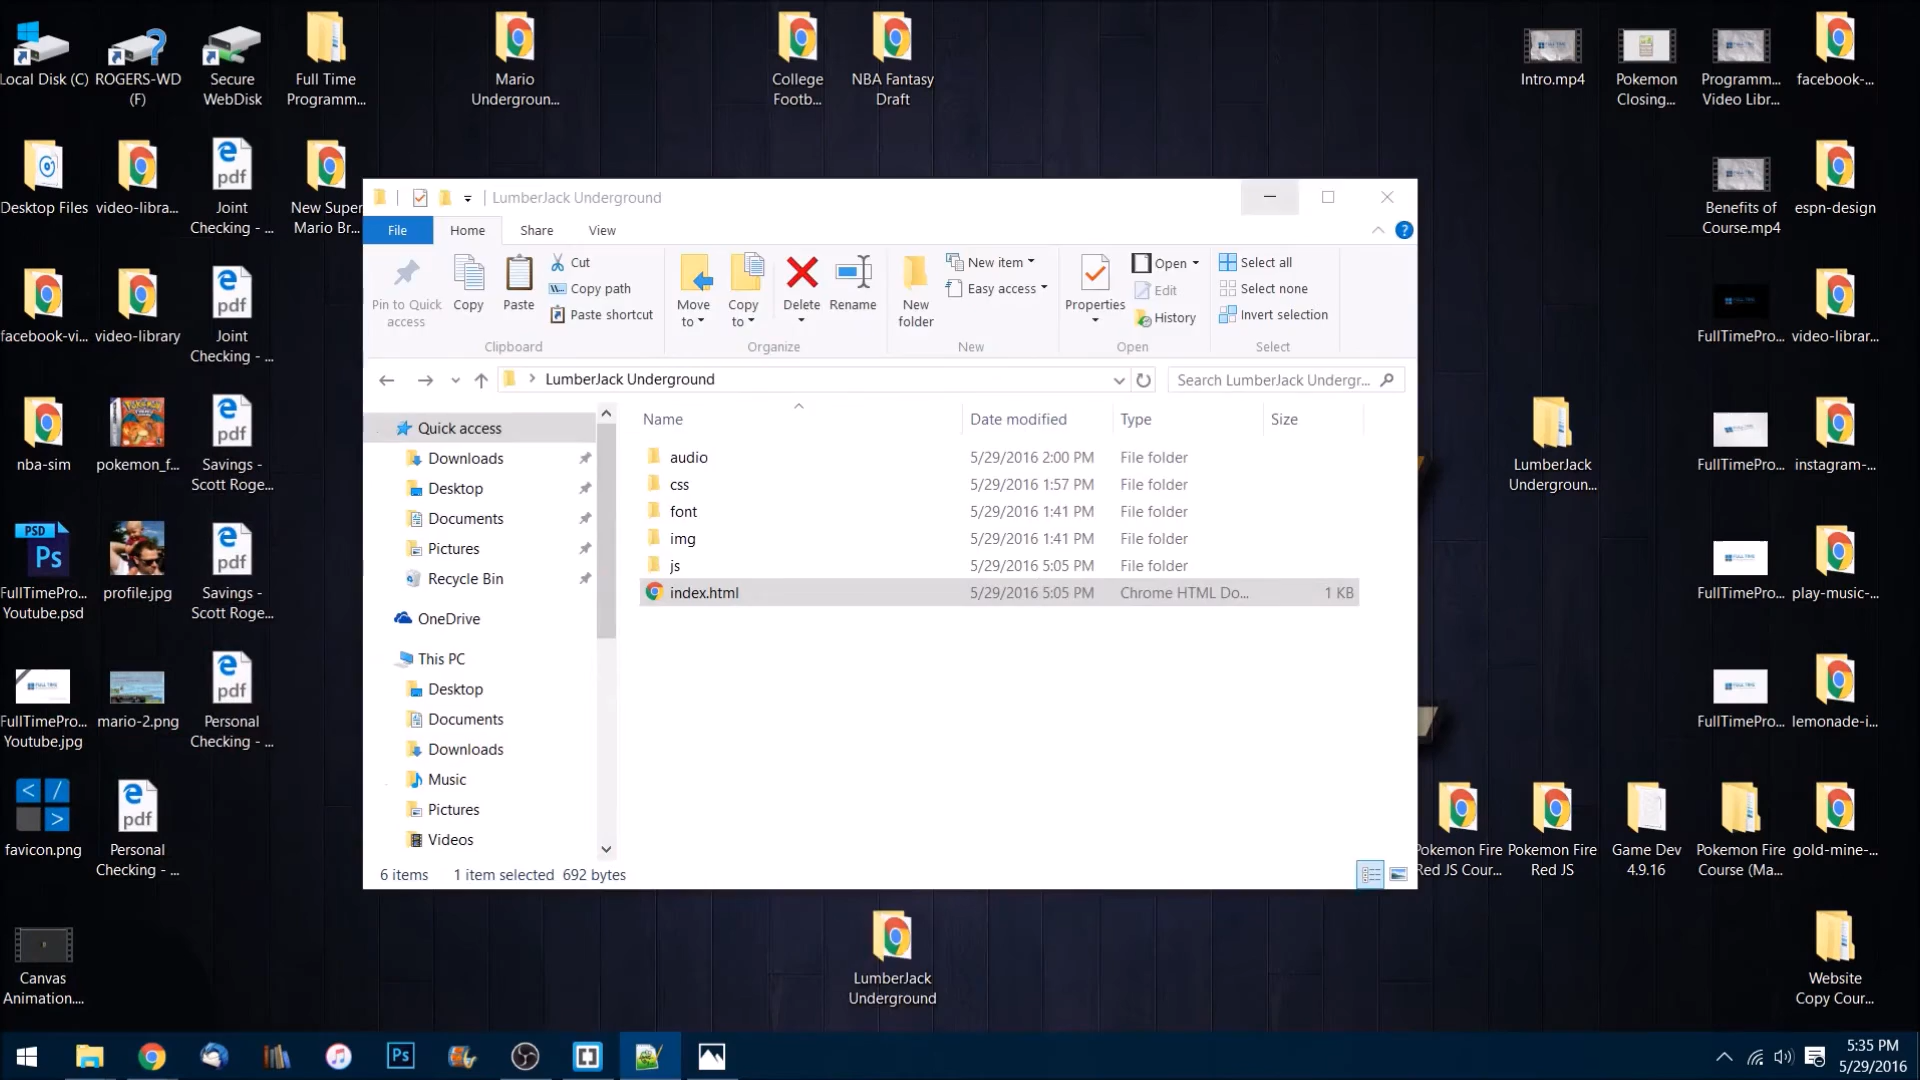 Local Disk (C)
ROGERS-WD
(F)
Secure
WebDisk
Full Time
Programm...
Mario
Undergroun...
College
Footb...
NBA Fantasy
Draft
Intro.mp4
Pokemon
Closing...
Programm...
Video Libr...
facebook-...
Desktop Files
video-libra...
pdf
Joint
Checking - ...
New Super
Mario Br...
Benefits of
Course.mp4
espn-design
facebook-vi...
video-library
pdf
Joint
Checking - ...
FullTimePro...
video-librar...
nba-sim
pokemon_f...
pdf
Savings -
Scott Roge...
LumberJack
Undergroun...
FullTimePro...
instagram-...
PSD
Ps
FullTimePro...
Youtube.psd
profile.jpg
pdf
Savings -
Scott Roge...
FullTimePro...
play-music-...
FullTimePro...
Youtube.jpg
mario-2.png
pdf
Personal
Checking - ...
FullTimePro...
lemonade-i...
favicon.png
pdf
Personal
Checking - ...
Pokemon Fire
Red JS Cour...
Pokemon Fire
Red JS
Game Dev
4.9.16
Pokemon Fire
Course (Ma...
gold-mine-...
Canvas
Animation....
LumberJack
Underground
Website
Copy Cour...
LumberJack Underground
File
Home
Share
View
Pin to Quick
access
Copy
Paste
Cut
Copy path
Paste shortcut
Clipboard
Move
to
Copy
to
Delete
Rename
Organize
New
folder
New item
Easy access
New
Properties
Open
Edit
History
Open
Select all
Select none
Invert selection
Select
LumberJack Underground
Search LumberJack Undergr...
Quick access
Downloads
Desktop
Documents
Pictures
Recycle Bin
OneDrive
This PC
Desktop
Documents
Downloads
Music
Pictures
Videos
Name Date modified Type Size
audio 5/29/2016 2:00 PM File folder
css 5/29/2016 1:57 PM File folder
font 5/29/2016 1:41 PM File folder
img 5/29/2016 1:41 PM File folder
js 5/29/2016 5:05 PM File folder
index.html 5/29/2016 5:05 PM Chrome HTML Do... 1 KB
6 items 1 item selected 692 bytes
Ps
5:35 PM
5/29/2016